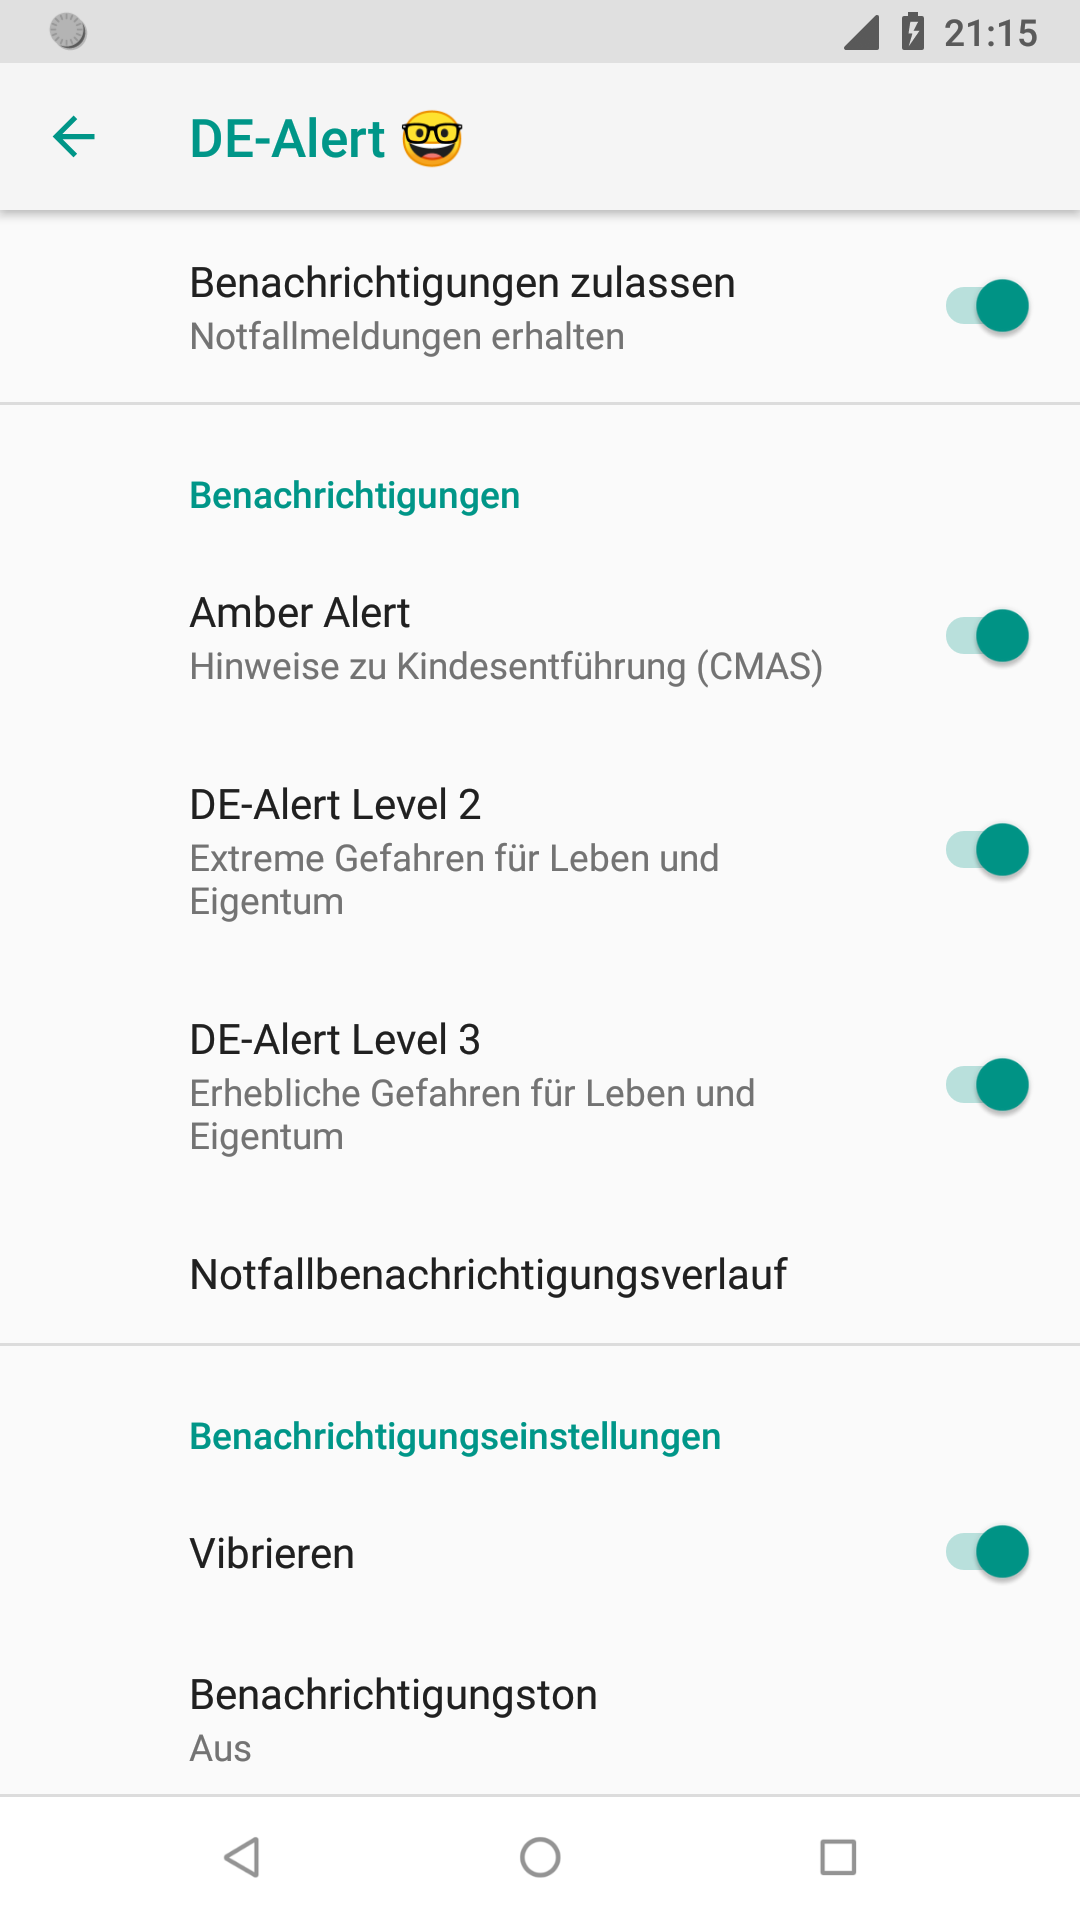 21:15
DE-Alert 🤓
Benachrichtigungen zulassen
Notfallmeldungen erhalten
Benachrichtigungen
Amber Alert
Hinweise zu Kindesentführung (CMAS)
DE-Alert Level 2
Extreme Gefahren für Leben und
Eigentum
DE-Alert Level 3
Erhebliche Gefahren für Leben und
Eigentum
Notfallbenachrichtigungsverlauf
Benachrichtigungseinstellungen
Vibrieren
Benachrichtigungston
Aus